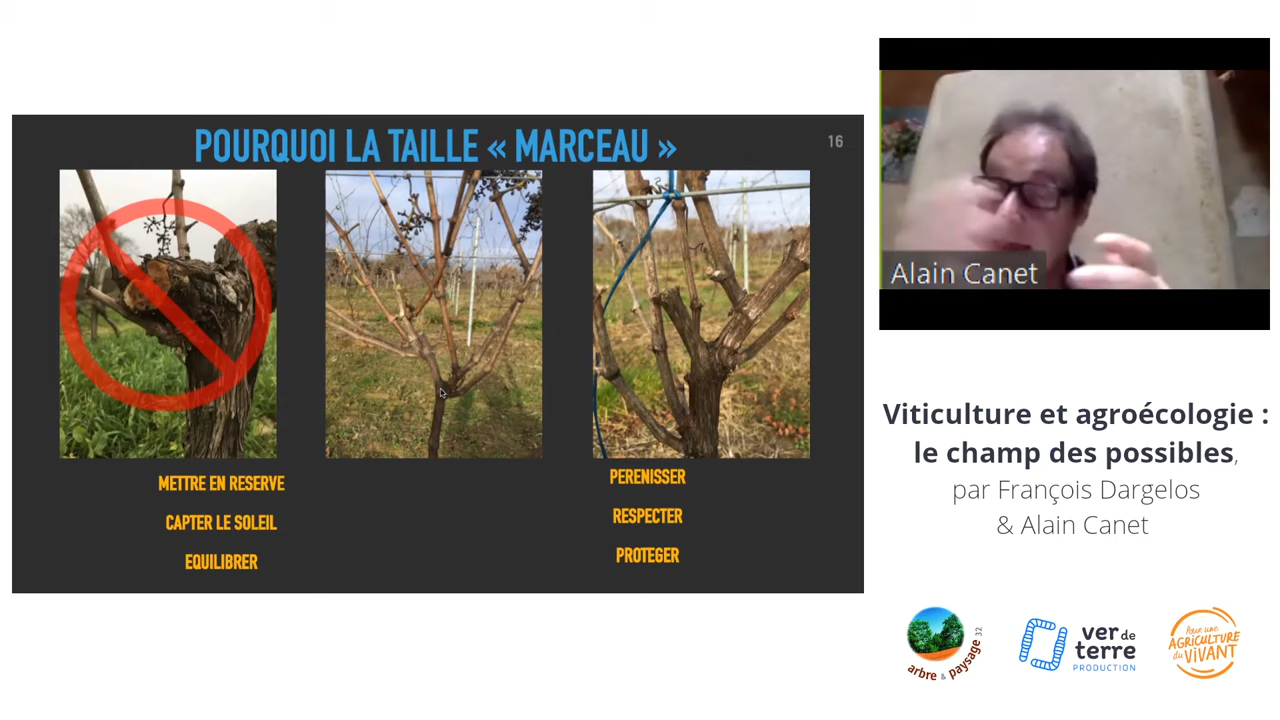 POURQUOI LA TAILLE « MARCEAU »
16
METTRE EN RESERVE
CAPTER LE SOLEIL
EQUILIBRER
PERENISSER
RESPECTER
PROTEGER
Alain Canet
Viticulture et agroécologie :
le champ des possibles,
par François Dargelos
& Alain Canet
arbre & paysage 32
ver de
terre
PRODUCTION
Pour une
AGRICULTURE
du VIVANT